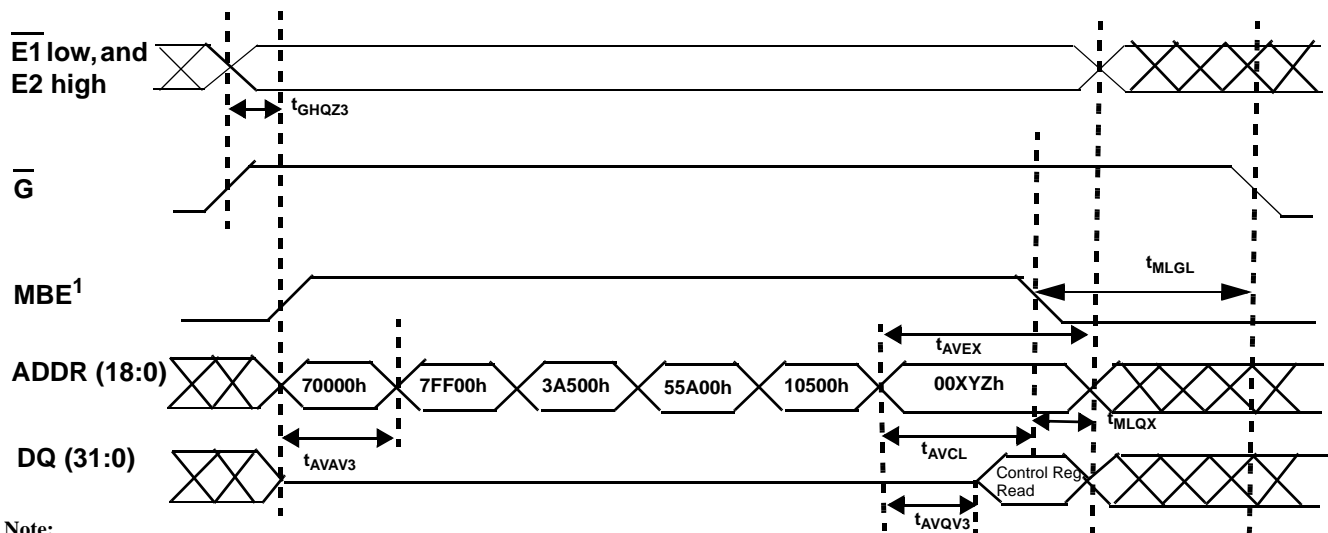 E1 low, and
E2 high
tGHQZ3
G
MBE1
tMLGL
tAVEX
ADDR (18:0)
70000h
7FF00h
3A500h
55A00h
10500h
00XYZh
tMLQX
tAVAV3
tAVCL
DQ (31:0)
Control Reg
Read
tAVQV3
Note: